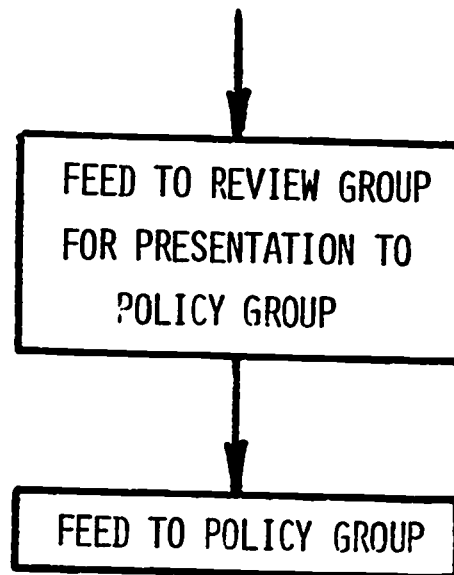 FEED TO REVIEW GROUP
FOR PRESENTATION TO
POLICY GROUP
FEED TO POLICY GROUP